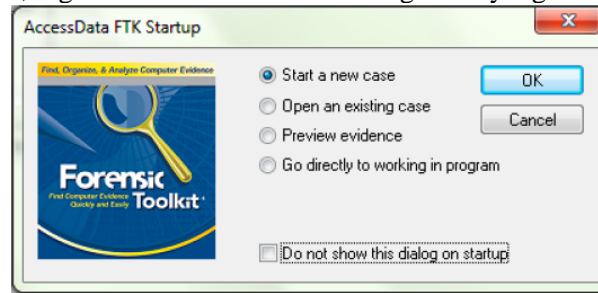 AccessData FTK Startup
Find, Organize, & Analyze Computer Evidence
Forensic
Find Computer Evidence
Quickly and Easily
Toolkit
Start a new case
Open an existing case
Preview evidence
Go directly to working in program
Do not show this dialog on startup
OK
Cancel